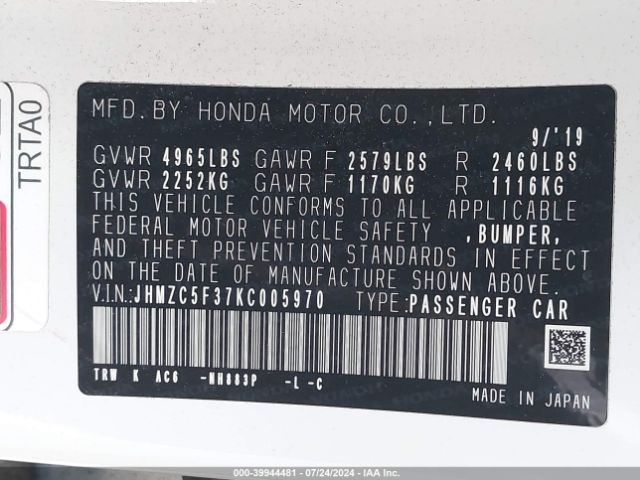 TRTA0
MFD.BY HONDA MOTOR CO.,LTD.
9/'19
GVWR 4965LBS GAWR F 2579LBS R 2460LBS
GVWR 2252KG GAWR F 1170KG R 1116KG
THIS VEHICLE CONFORMS TO ALL APPLICABLE
FEDERAL MOTOR VEHICLE SAFETY ,BUMPER,
AND THEFT PREVENTION STANDARDS IN EFFECT
ON THE DATE OF MANUFACTURE SHOWN ABOVE.
V.I.N.:JHMZC5F37KC005970 TYPE:PASSENGER CAR
TRW K AC6 -NH883P -L -C
MADE IN JAPAN
000-39944481 - 07/24/2024 - IAA Inc.